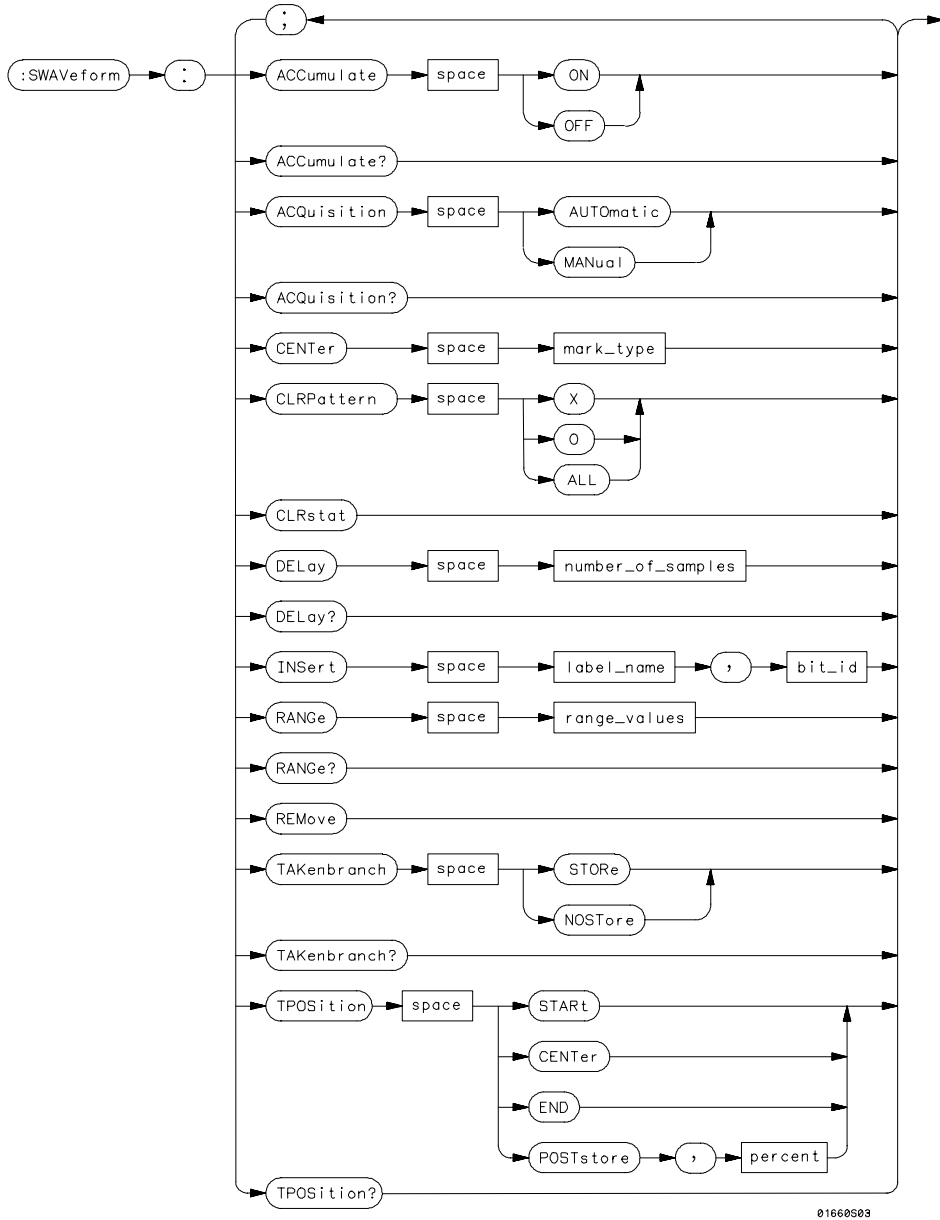 ;
:SWAVeform : ACCumulate space ON
OFF
ACCumulate?
ACQuisition space AUTOmatic
MANual
ACQuisition?
CENTer space mark_type
CLRPattern space X
O
ALL
CLRstat
DELay space number_of_samples
DELay?
INSert space label_name , bit_id
RANGe space range_values
RANGe?
REMove
TAKenbranch space STORe
NOSTore
TAKenbranch?
TPOSition space STARt
CENTer
END
POSTstore , percent
TPOSition?
01660S03